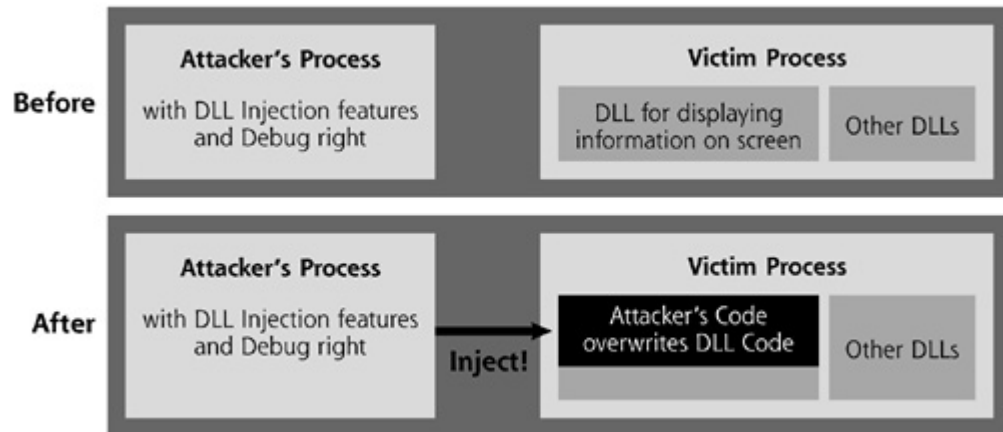 Before
Attacker's Process
with DLL Injection features
and Debug right
Victim Process
DLL for displaying
information on screen
Other DLLs
After
Attacker's Process
with DLL Injection features
and Debug right
Inject!
Victim Process
Attacker's Code
overwrites DLL Code
Other DLLs